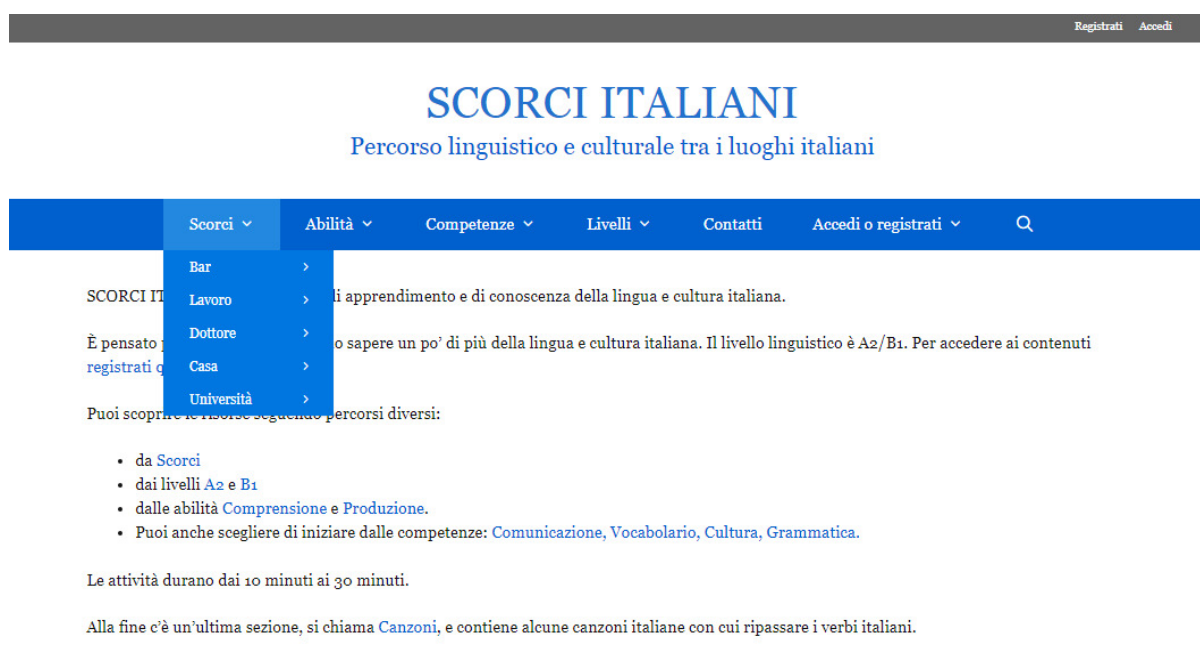 Registrati Accedi
SCORCI ITALIANI
Percorso linguistico e culturale tra i luoghi italiani
Scorci Abilità Competenze Livelli Contatti Accedi o registrati
Bar
Lavoro
Dottore
Casa
Università
SCORCI apprendimento e di conoscenza della lingua e cultura italiana.
È pensato sapere un po' di più della lingua e cultura italiana. Il livello linguistico è A2/B1. Per accedere ai contenuti
registrati
Puoi percorsi diversi:
• da Scorci
• dai livelli A2 e B1
• dalle abilità Comprensione e Produzione.
• Puoi anche scegliere di iniziare dalle competenze: Comunicazione, Vocabolario, Cultura, Grammatica.
Le attività durano dai 10 minuti ai 30 minuti.
Alla fine c'è un'ultima sezione, si chiama Canzoni, e contiene alcune canzoni italiane con cui ripassare i verbi italiani.